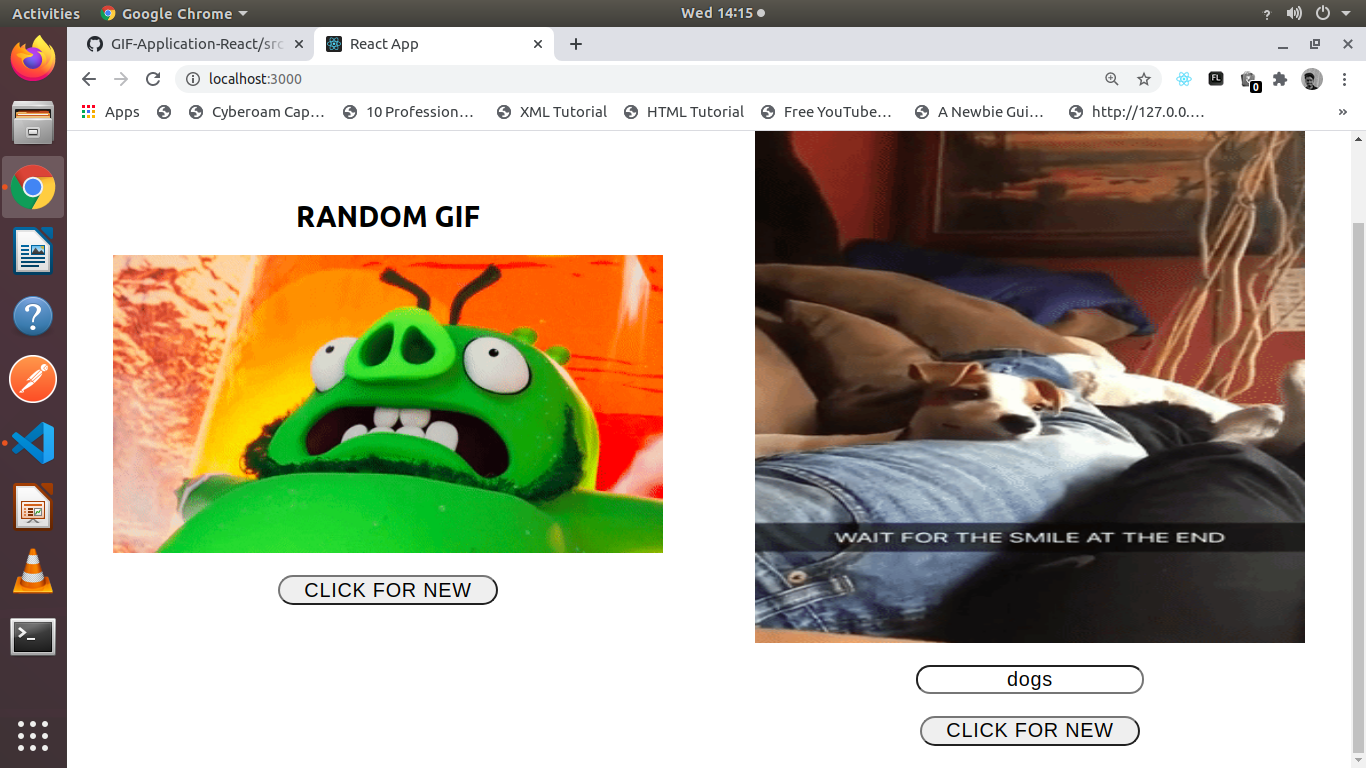 Activities Google Chrome Wed 14:15
GIF-Application-React/src
React App
localhost:3000
FL
0
Apps
Cyberoam Cap…
10 Profession…
XML Tutorial
HTML Tutorial
Free YouTube…
A Newbie Gui…
http://127.0.0.…
»
RANDOM GIF
CLICK FOR NEW
WAIT FOR THE SMILE AT THE END
dogs
CLICK FOR NEW